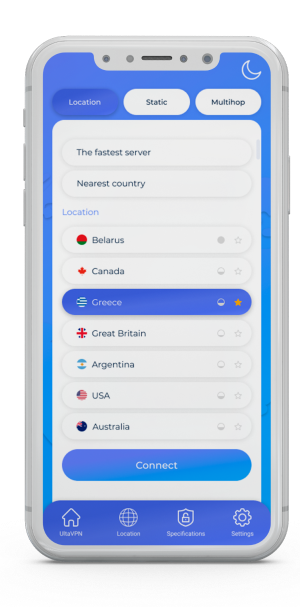 Location
Static
Multihop
The fastest server
Nearest country
Location
Belarus
Canada
Greece
Great Britain
Argentina
USA
Australia
Connect
UltaVPN
Location
Specifications
Settings